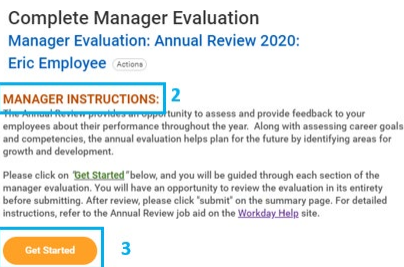 Complete Manager Evaluation
Manager Evaluation: Annual Review 2020:
Eric Employee Actions
MANAGER INSTRUCTIONS: 2
The Annual Review provides an opportunity to assess and provide feedback to your
employees about their performance throughout the year. Along with assessing career goals
and competencies, the annual evaluation helps plan for the future by identifying areas for
growth and development.
Please click on "Get Started" below, and you will be guided through each section of the
manager evaluation. You will have an opportunity to review the evaluation in its entirety
before submitting. After review, please click "submit" on the summary page. For detailed
instructions, refer to the Annual Review job aid on the Workday Help site.
Get Started 3